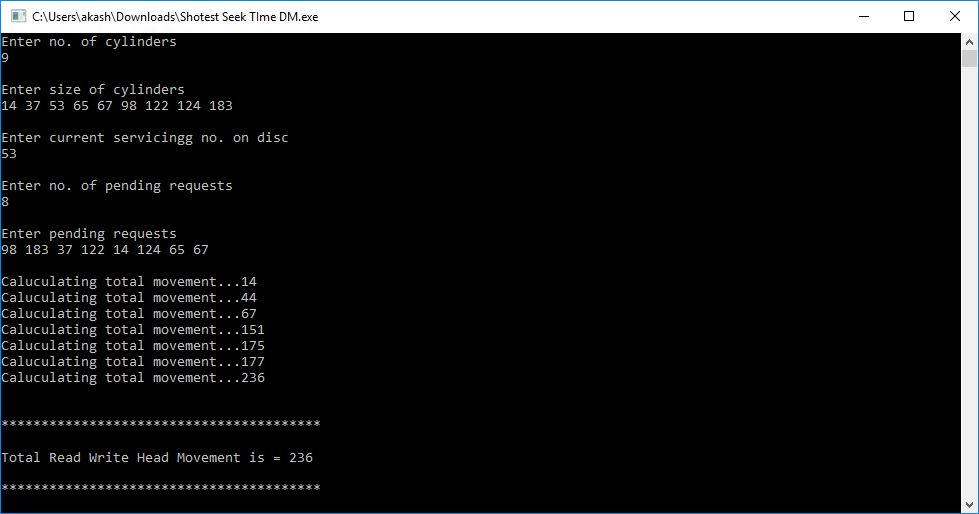 C:\Users\akash\Downloads\Shotest Seek TIme DM.exe
Enter no. of cylinders
9
Enter size of cylinders
14 37 53 65 67 98 122 124 183
Enter current servicingg no. on disc
53
Enter no. of pending requests
8
Enter pending requests
98 183 37 122 14 124 65 67
Caluculating total movement...14
Caluculating total movement...44
Caluculating total movement...67
Caluculating total movement...151
Caluculating total movement...175
Caluculating total movement...177
Caluculating total movement...236
****************************************
Total Read Write Head Movement is = 236
****************************************